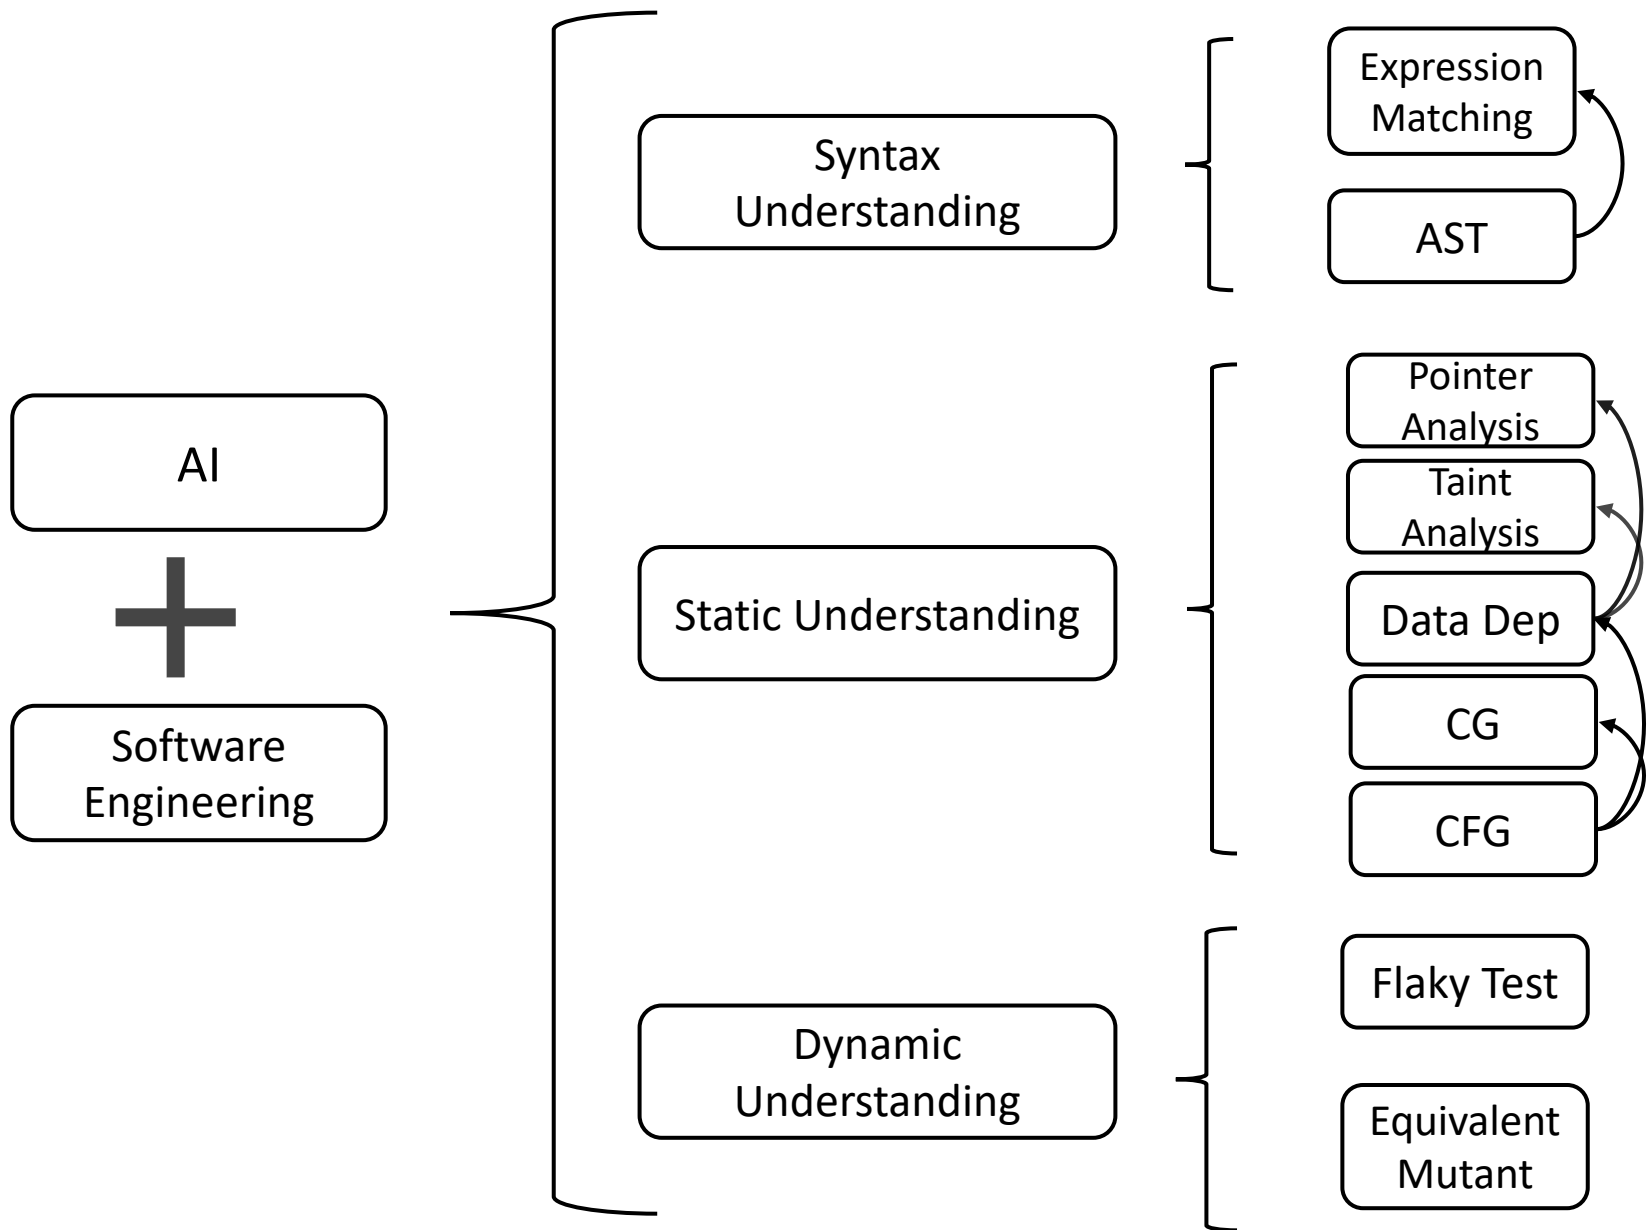 AI
Software
Engineering
Syntax
Understanding
Expression
Matching
AST
Static Understanding
Pointer
Analysis
Taint
Analysis
Data Dep
CG
CFG
Dynamic
Understanding
Flaky Test
Equivalent
Mutant